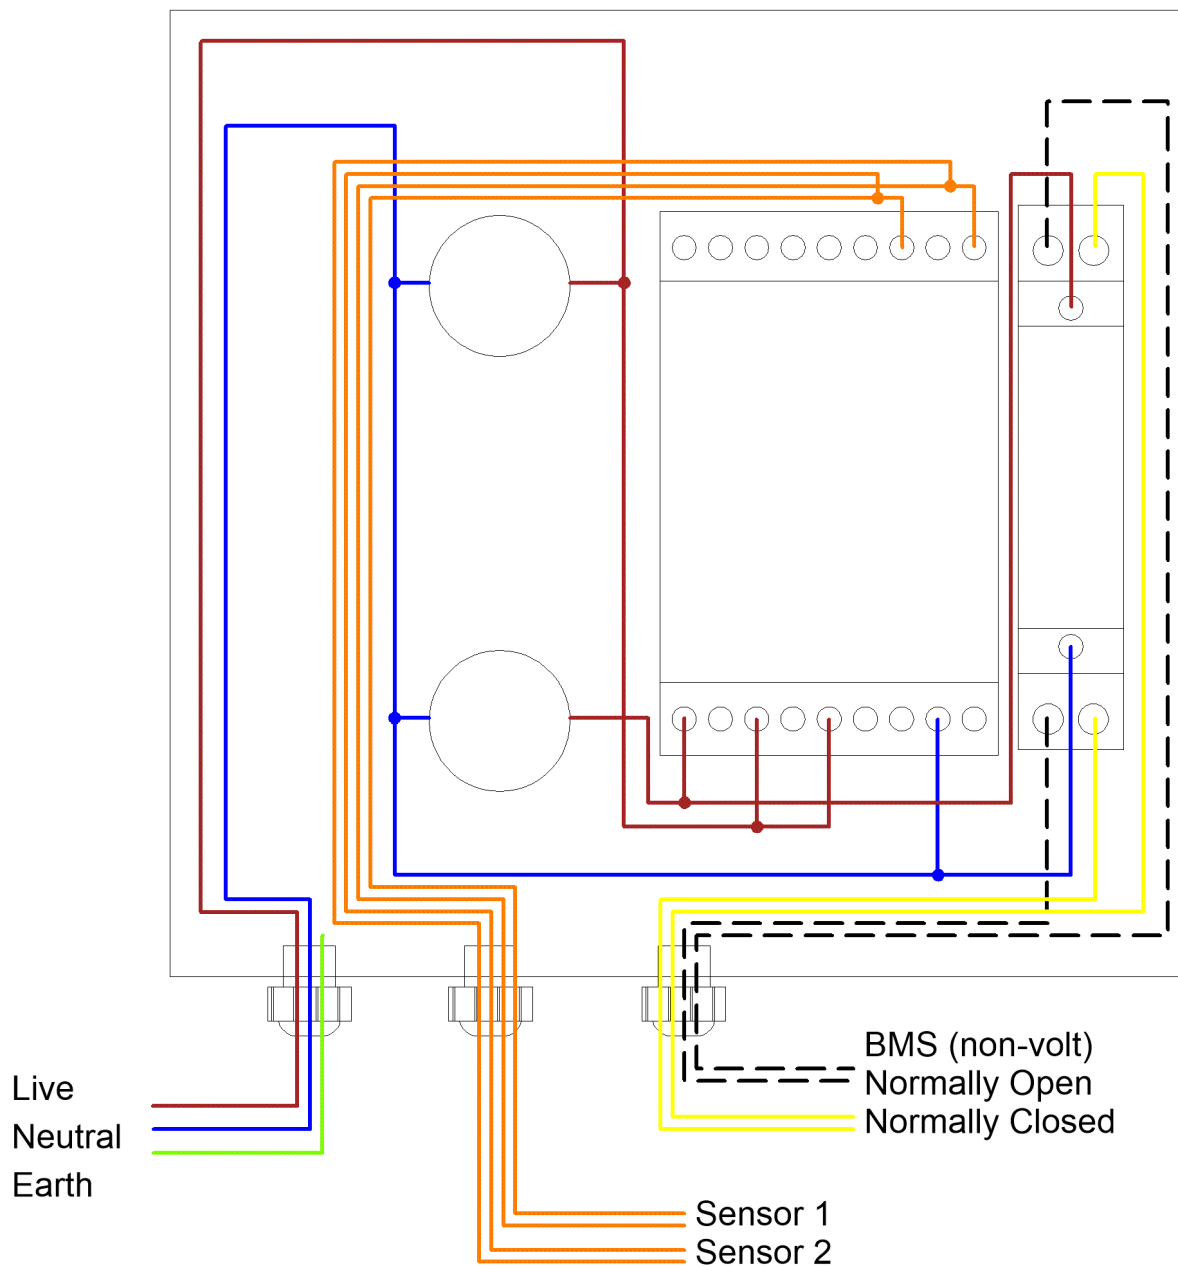 BMS (non-volt)
Normally Open
Normally Closed
Live
Neutral
Earth
Sensor 1
Sensor 2